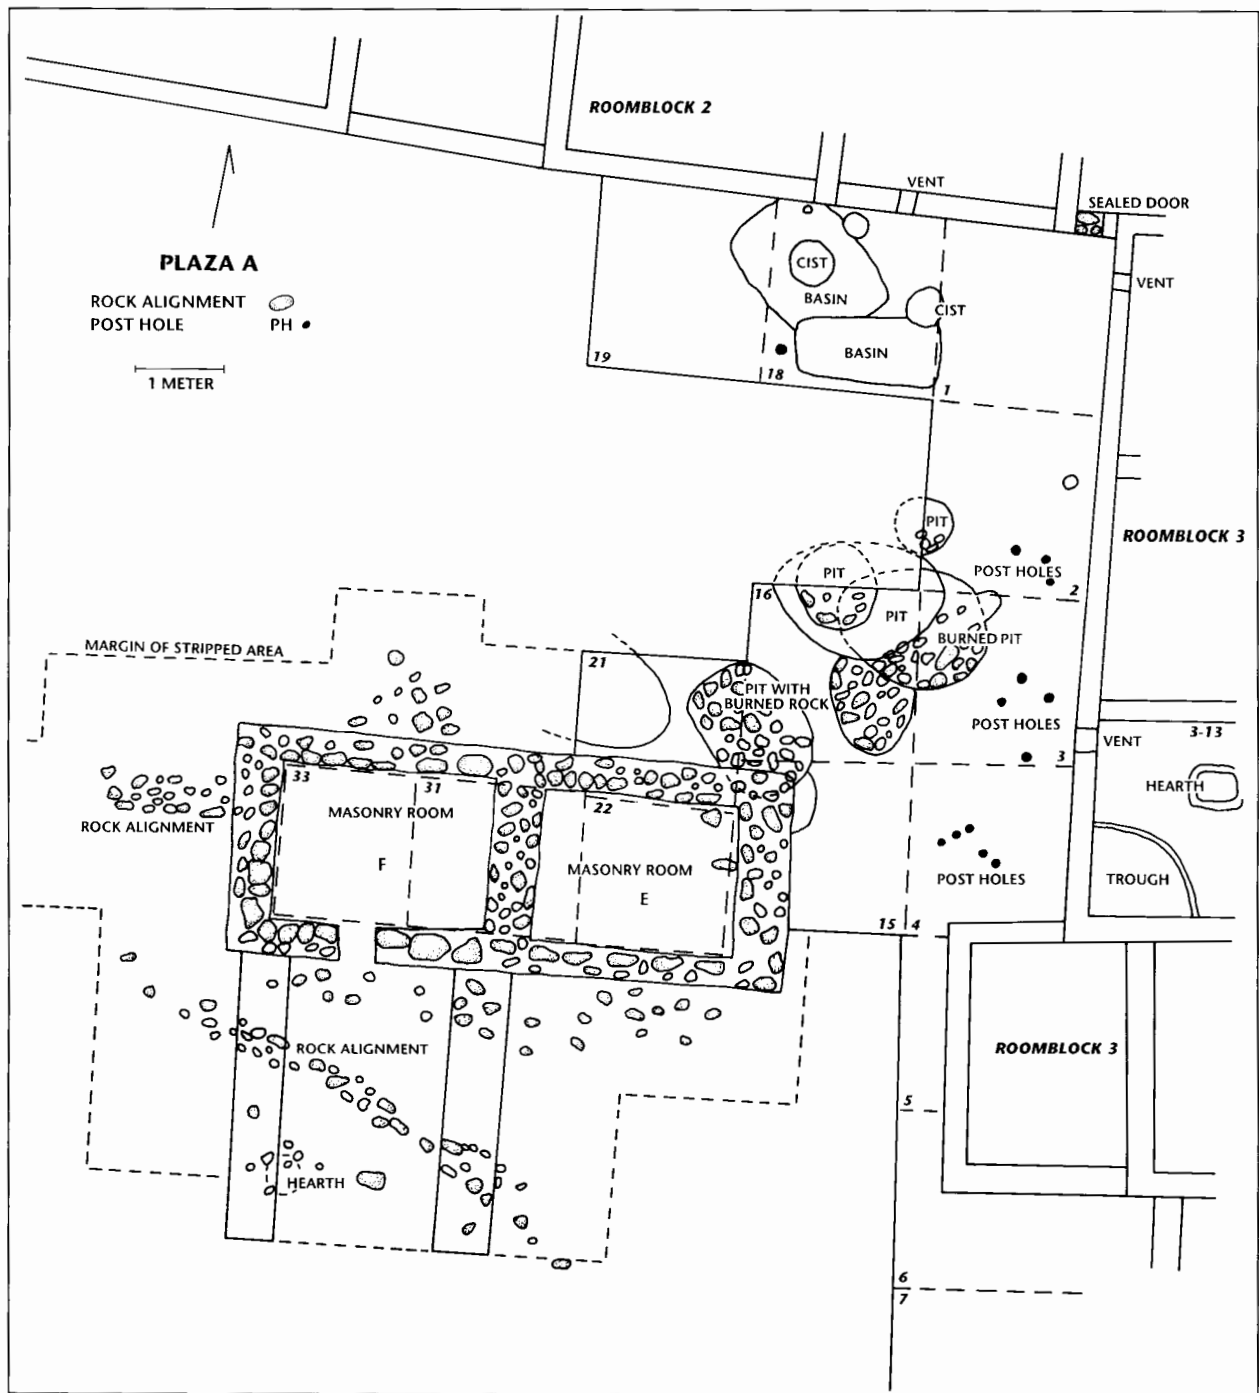 ROOMBLOCK 2
VENT
SEALED DOOR
PLAZA A
CIST
VENT
ROCK ALIGNMENT
BASIN
CIST
POST HOLE PH
BASIN
19
1 METER
18
1
PIT
ROOMBLOCK 3
PIT
POST HOLES
16
2
PIT
BURNED PIT
MARGIN OF STRIPPED AREA
21
PIT WITH
BURNED ROCK
POST HOLES
3-13
VENT
3
33
31
HEARTH
22
MASONRY ROOM
ROCK ALIGNMENT
F
MASONRY ROOM
E
POST HOLES
TROUGH
15
4
ROCK ALIGNMENT
ROOMBLOCK 3
5
HEARTH
6
7